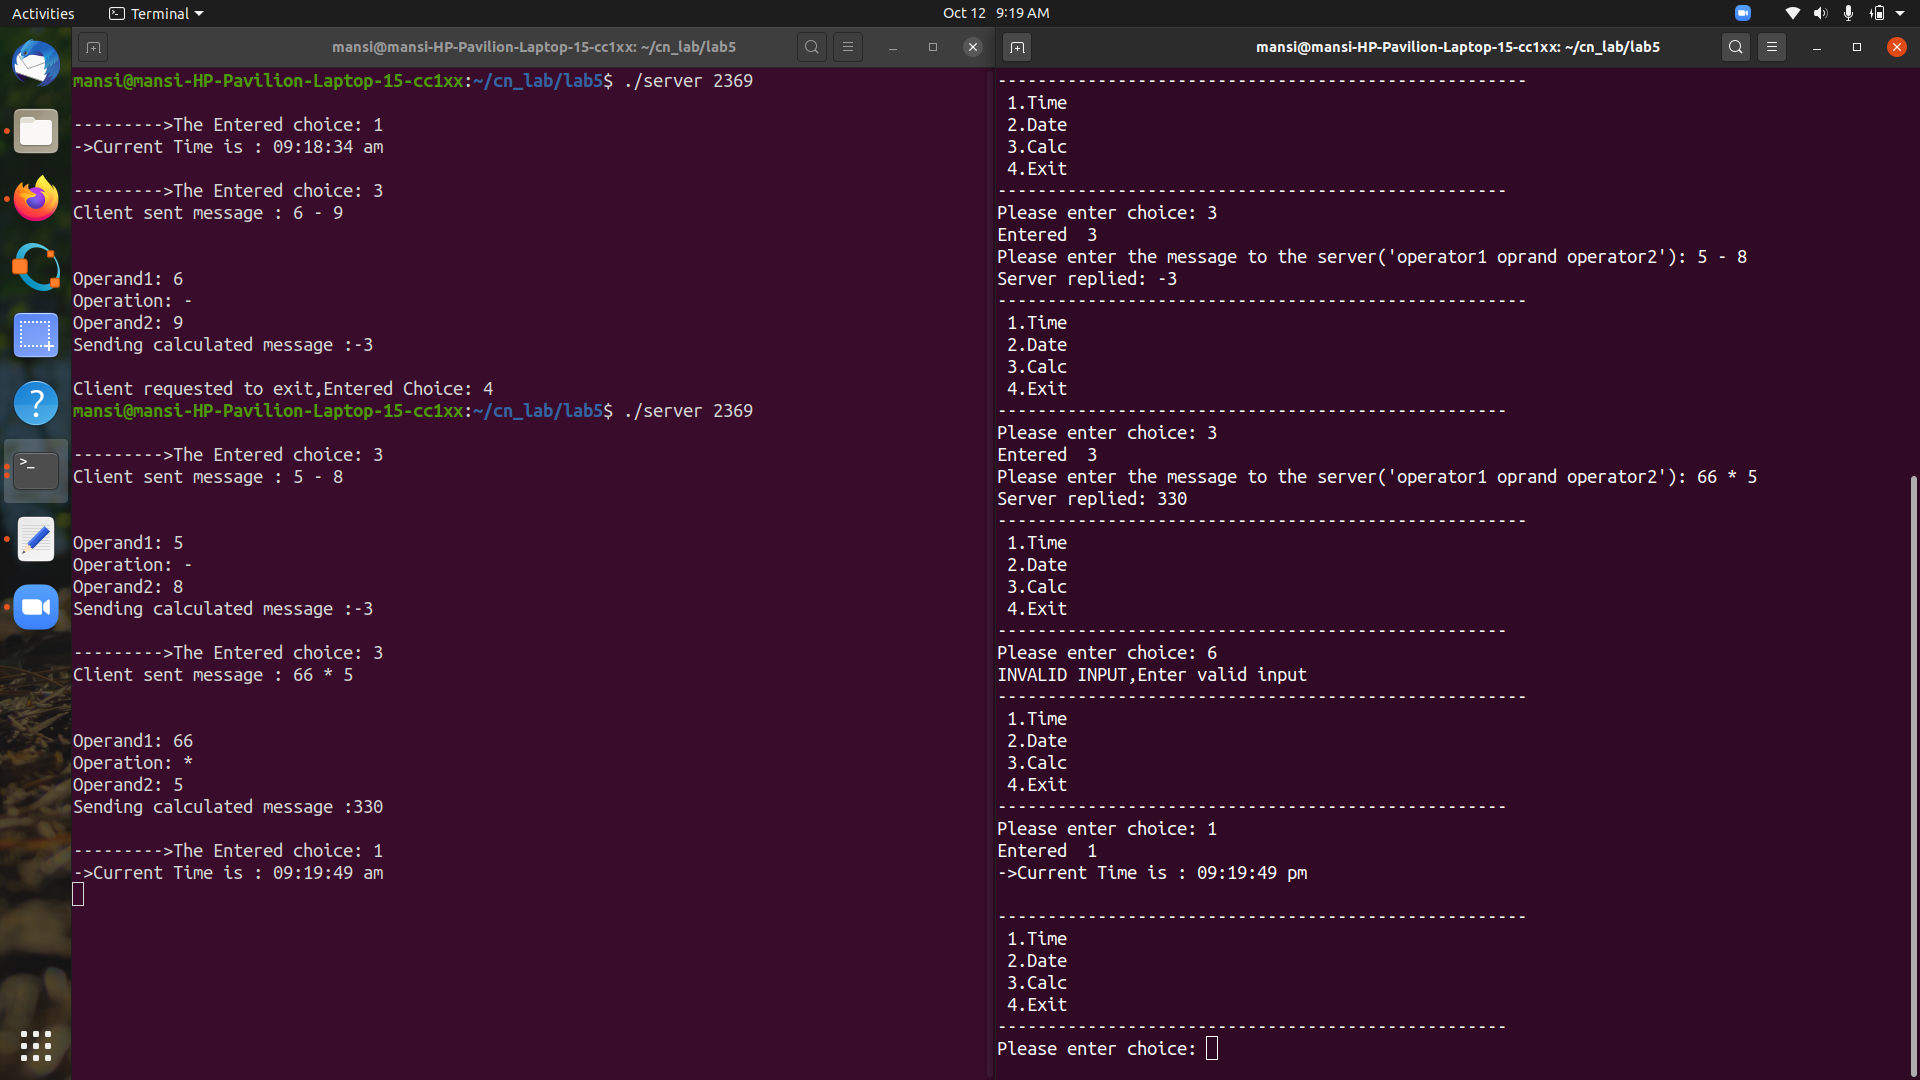 Activities
Terminal
Oct 12 9:19 AM
mansi@mansi-HP-Pavilion-Laptop-15-cc1xx: ~/cn_lab/lab5
mansi@mansi-HP-Pavilion-Laptop-15-cc1xx:~/cn_lab/lab5$ ./server 2369
--------->The Entered choice: 1
->Current Time is : 09:18:34 am
--------->The Entered choice: 3
Client sent message : 6 - 9
Operand1: 6
Operation: -
Operand2: 9
Sending calculated message :-3
Client requested to exit,Entered Choice: 4
mansi@mansi-HP-Pavilion-Laptop-15-cc1xx:~/cn_lab/lab5$ ./server 2369
--------->The Entered choice: 3
Client sent message : 5 - 8
Operand1: 5
Operation: -
Operand2: 8
Sending calculated message :-3
--------->The Entered choice: 3
Client sent message : 66 * 5
Operand1: 66
Operation: *
Operand2: 5
Sending calculated message :330
--------->The Entered choice: 1
->Current Time is : 09:19:49 am
mansi@mansi-HP-Pavilion-Laptop-15-cc1xx: ~/cn_lab/lab5
-----------------------------------------------------
1.Time
2.Date
3.Calc
4.Exit
---------------------------------------------------
Please enter choice: 3
Entered  3
Please enter the message to the server('operator1 oprand operator2'): 5 - 8
Server replied: -3
-----------------------------------------------------
1.Time
2.Date
3.Calc
4.Exit
---------------------------------------------------
Please enter choice: 3
Entered  3
Please enter the message to the server('operator1 oprand operator2'): 66 * 5
Server replied: 330
-----------------------------------------------------
1.Time
2.Date
3.Calc
4.Exit
---------------------------------------------------
Please enter choice: 6
INVALID INPUT,Enter valid input
-----------------------------------------------------
1.Time
2.Date
3.Calc
4.Exit
---------------------------------------------------
Please enter choice: 1
Entered  1
->Current Time is : 09:19:49 pm
-----------------------------------------------------
1.Time
2.Date
3.Calc
4.Exit
---------------------------------------------------
Please enter choice: